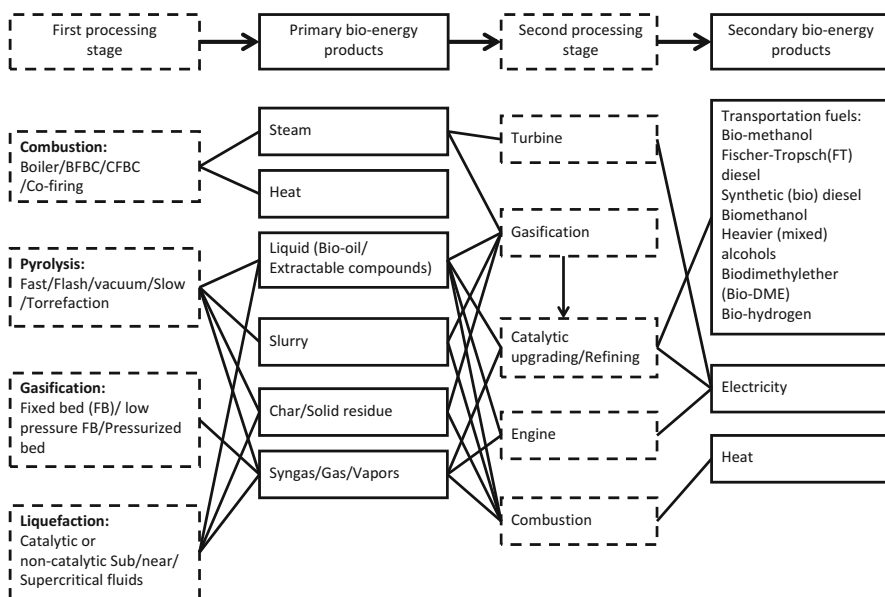 First processing
stage
Primary bio-energy
products
Second processing
stage
Secondary bio-energy
products
Combustion:
Boiler/BFBC/CFBC
/Co-firing
Pyrolysis:
Fast/Flash/vacuum/Slow
/Torrefaction
Gasification:
Fixed bed (FB)/ low
pressure FB/Pressurized
bed
Liquefaction:
Catalytic or
non-catalytic Sub/near/
Supercritical fluids
Steam
Heat
Liquid (Bio-oil/
Extractable compounds)
Slurry
Char/Solid residue
Syngas/Gas/Vapors
Turbine
Gasification
Catalytic
upgrading/Refining
Engine
Combustion
Transportation fuels:
Bio-methanol
Fischer-Tropsch(FT)
diesel
Synthetic (bio) diesel
Biomethanol
Heavier (mixed)
alcohols
Biodimethylether
(Bio-DME)
Bio-hydrogen
Electricity
Heat